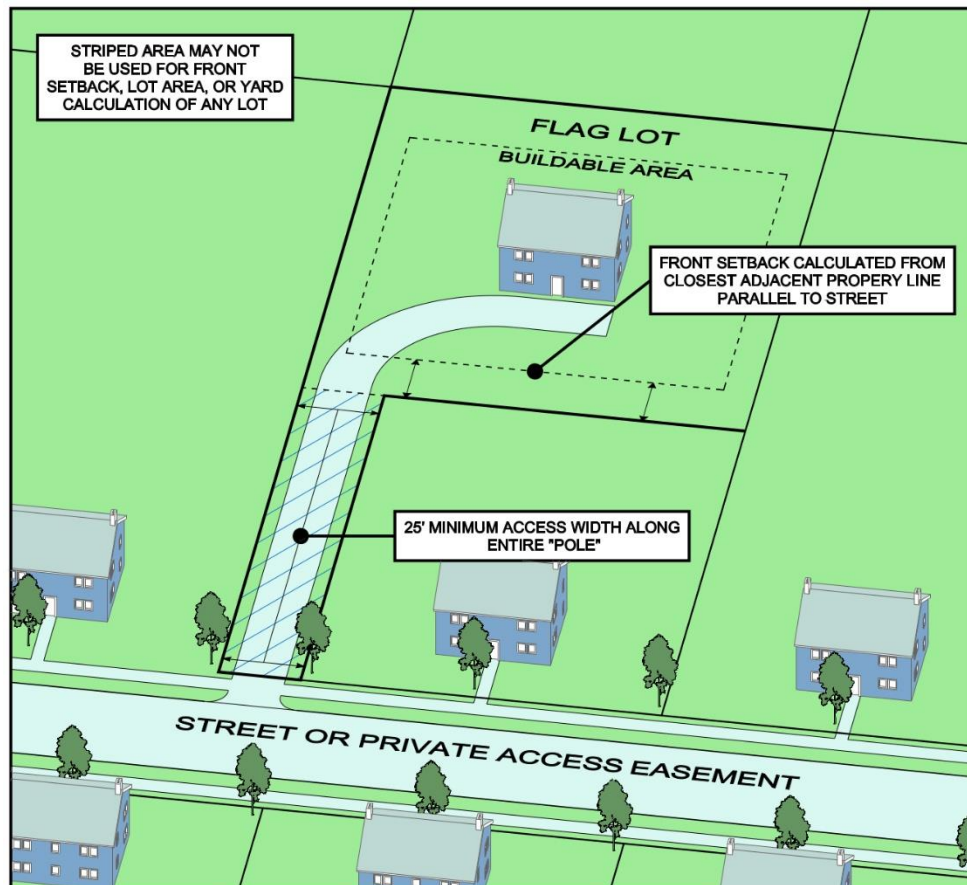 STRIPED AREA MAY NOT
BE USED FOR FRONT
SETBACK, LOT AREA, OR YARD
CALCULATION OF ANY LOT
FLAG LOT
BUILDABLE AREA
FRONT SETBACK CALCULATED FROM
CLOSEST ADJACENT PROPERY LINE
PARALLEL TO STREET
25' MINIMUM ACCESS WIDTH ALONG
ENTIRE "POLE"
STREET OR PRIVATE ACCESS EASEMENT